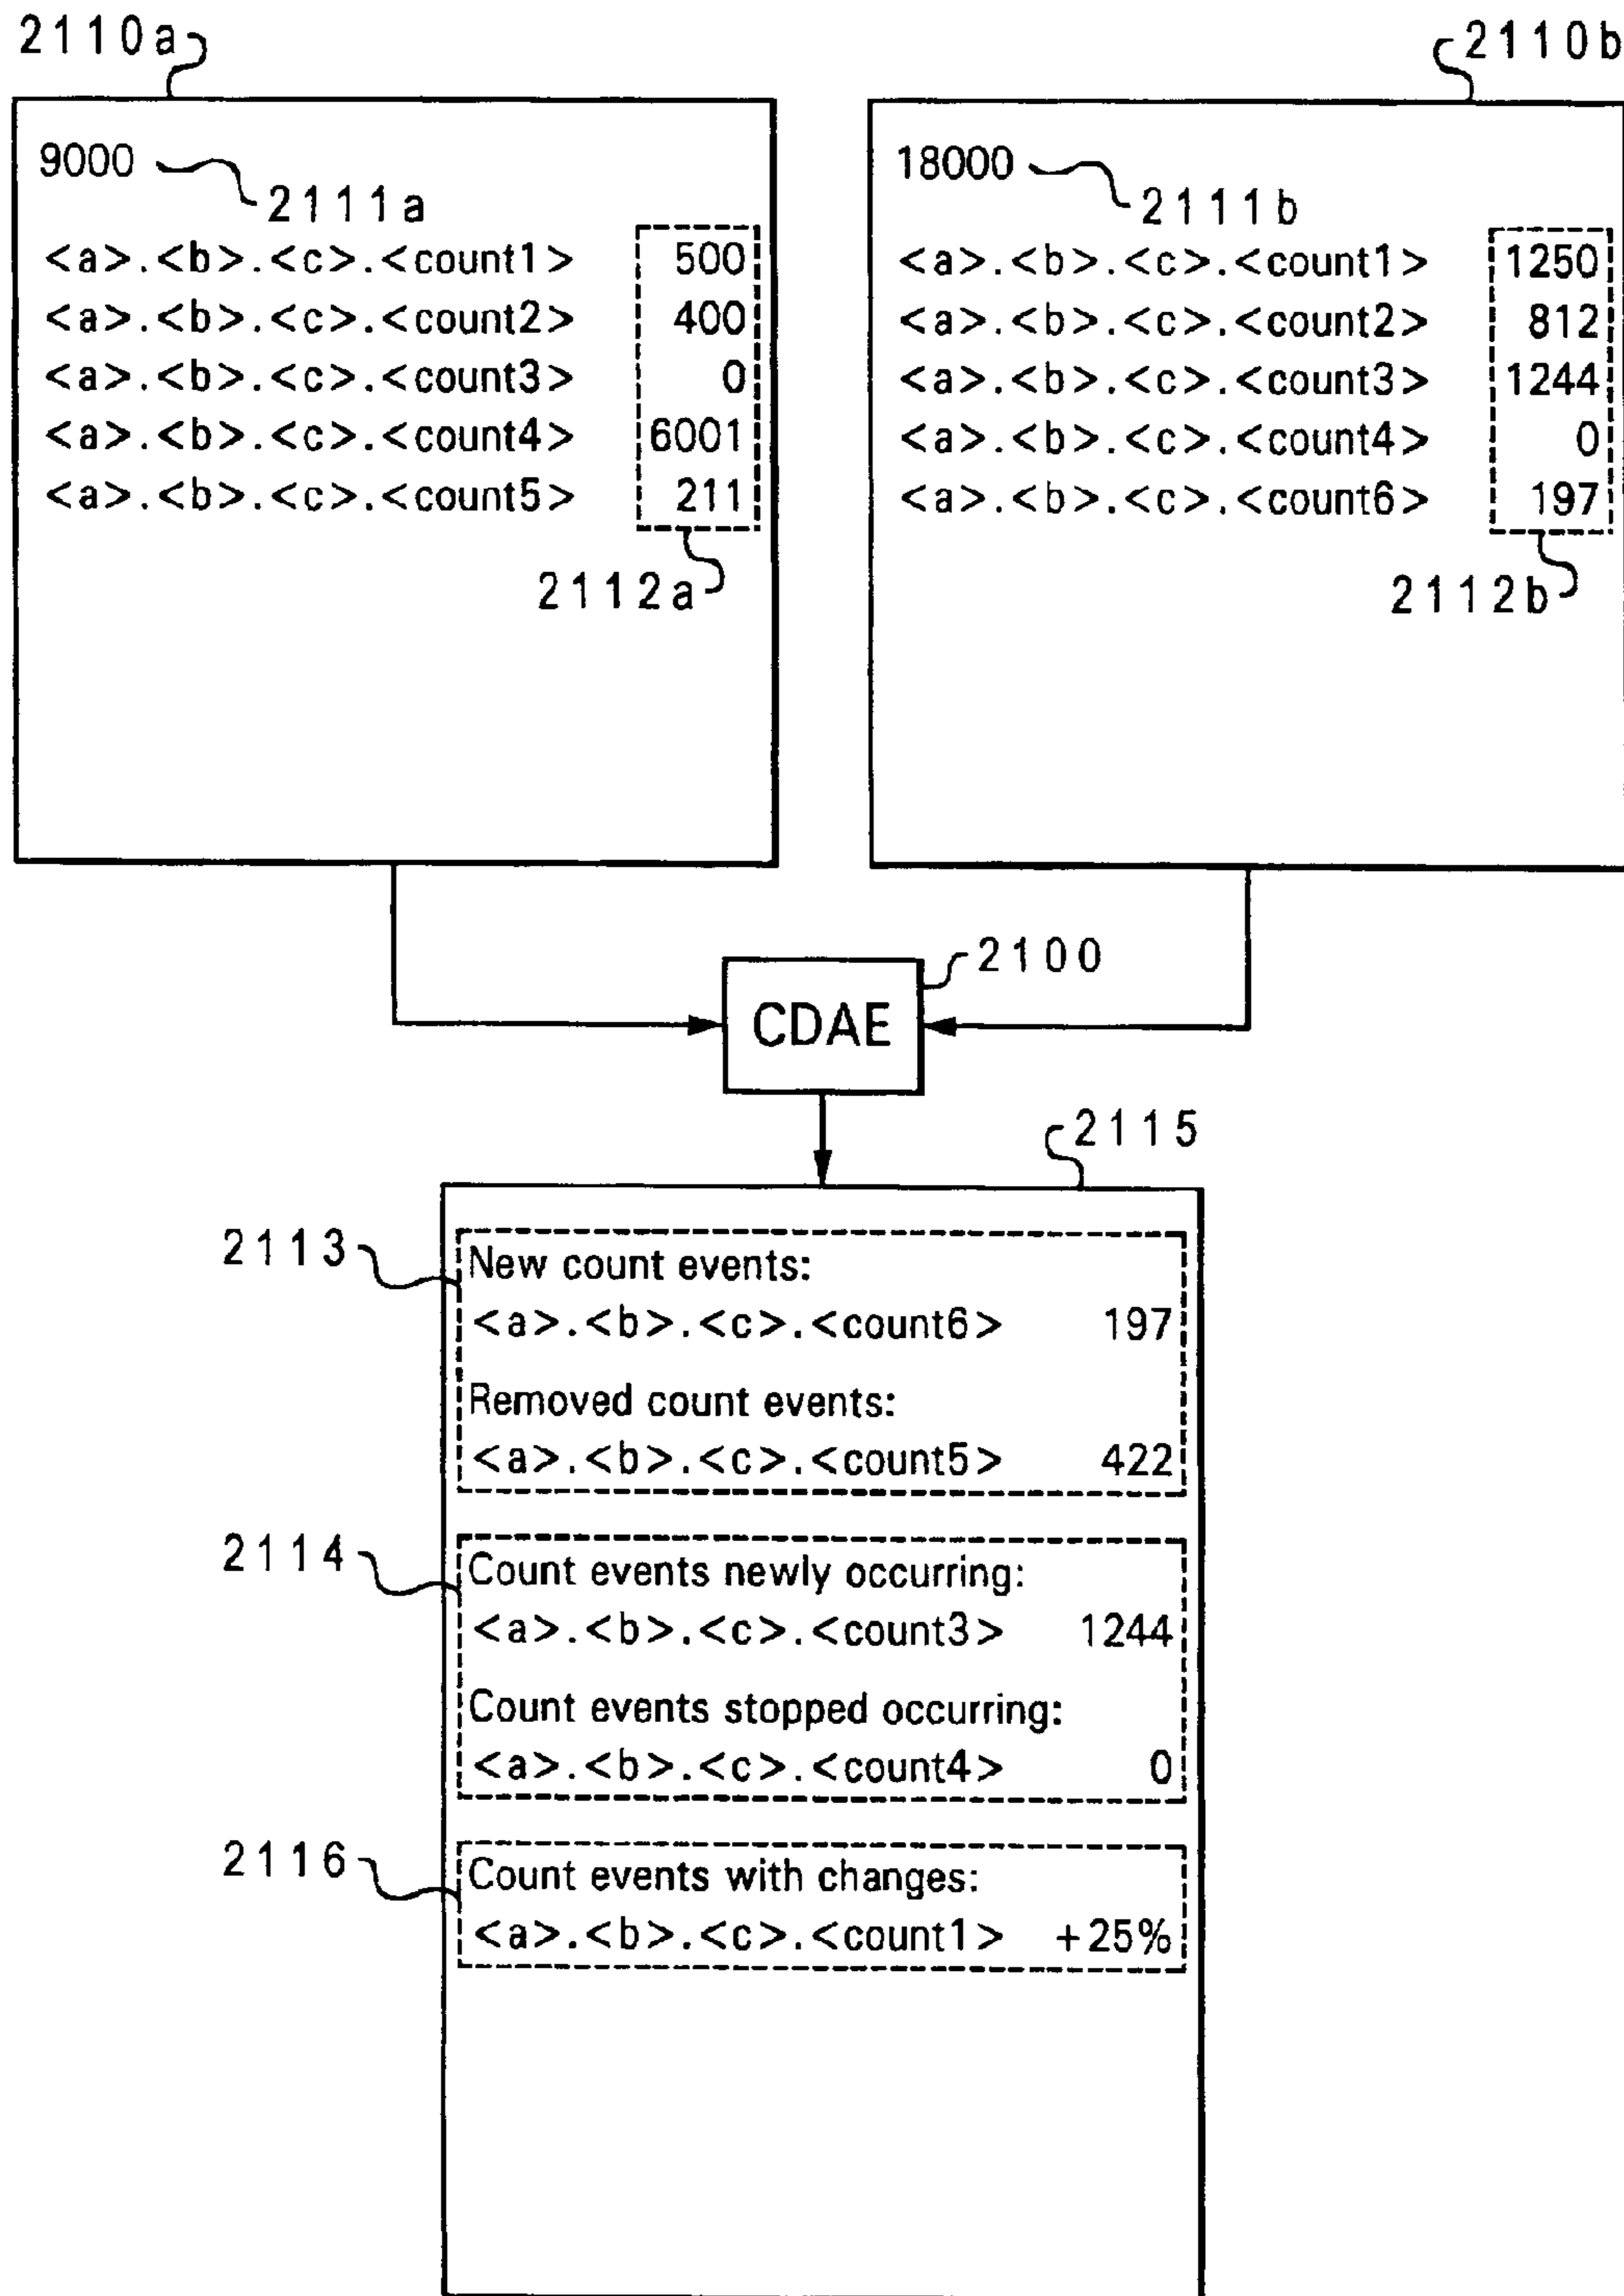 2110a
9000
2111a
<a>.<b>.<c>.<count1> 500
<a>.<b>.<c>.<count2> 400
<a>.<b>.<c>.<count3> 0
<a>.<b>.<c>.<count4> 6001
<a>.<b>.<c>.<count5> 211
2112a
2110b
18000
2111b
<a>.<b>.<c>.<count1> 1250
<a>.<b>.<c>.<count2> 812
<a>.<b>.<c>.<count3> 1244
<a>.<b>.<c>.<count4> 0
<a>.<b>.<c>.<count6> 197
2112b
2100
CDAE
2115
2113
New count events:
<a>.<b>.<c>.<count6> 197
Removed count events:
<a>.<b>.<c>.<count5> 422
2114
Count events newly occurring:
<a>.<b>.<c>.<count3> 1244
Count events stopped occurring:
<a>.<b>.<c>.<count4> 0
2116
Count events with changes:
<a>.<b>.<c>.<count1> +25%